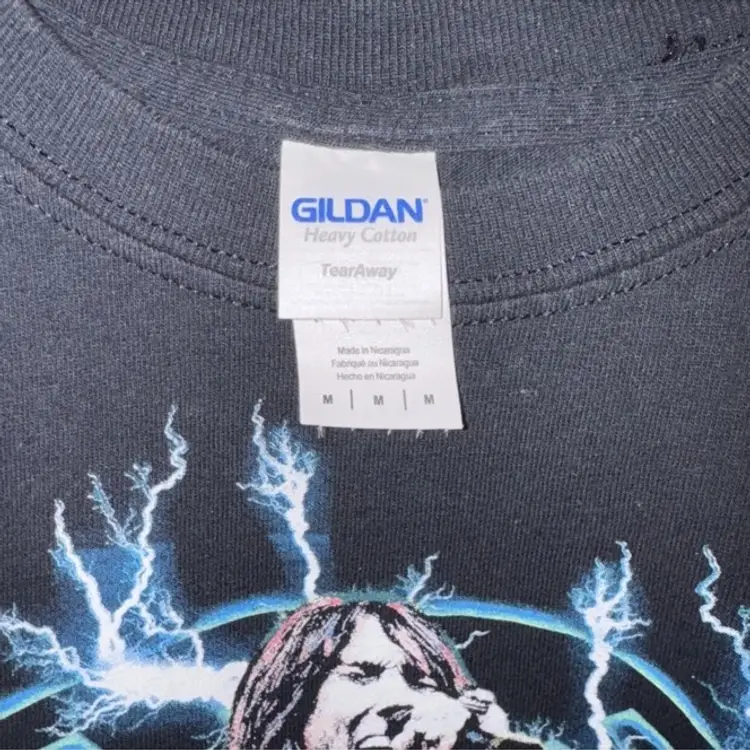 GILDAN®
Heavy Cotton
TearAway
Made in Nicaragua
Fabriqué au Nicaragua
Hecho en Nicaragua
M | M | M